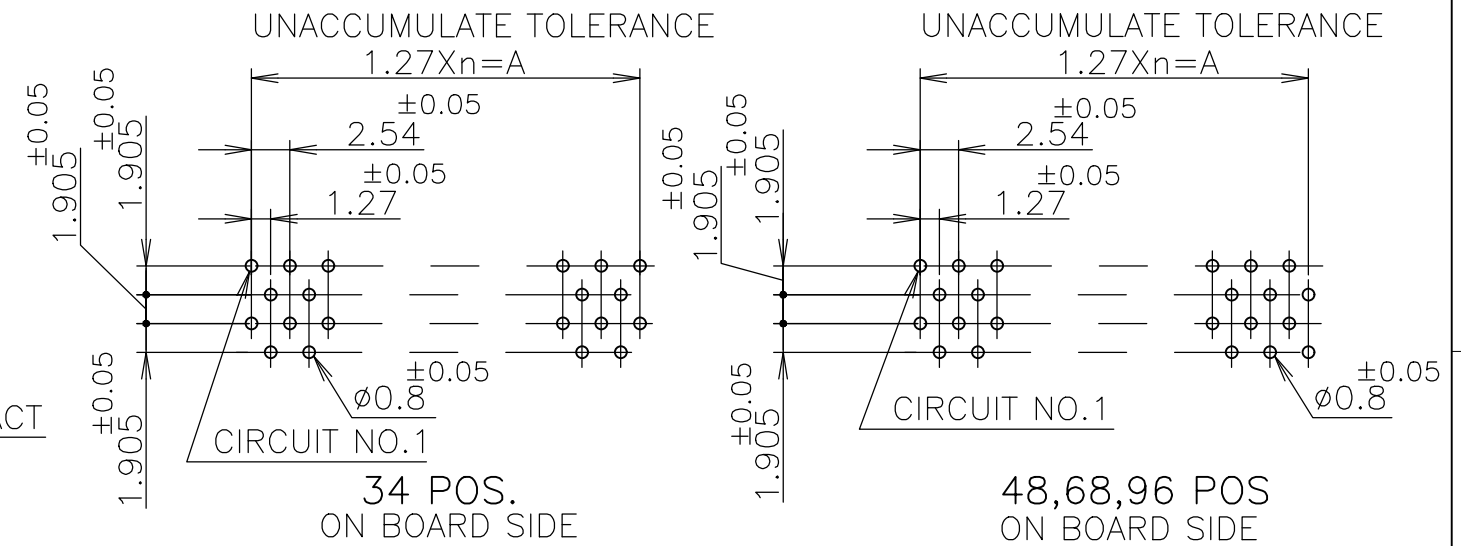 UNACCUMULATE TOLERANCE
1.27Xn=A
±0.05
2.54
±0.05
1.27
±0.05
1.905
±0.05
1.905
±0.05
1.905
±0.05
ø0.8
CIRCUIT NO.1
34 POS.
ON BOARD SIDE
ACT
UNACCUMULATE TOLERANCE
1.27Xn=A
±0.05
2.54
±0.05
1.27
±0.05
1.905
±0.05
1.905
±0.05
1.905
±0.05
ø0.8
CIRCUIT NO.1
48,68,96 POS
ON BOARD SIDE